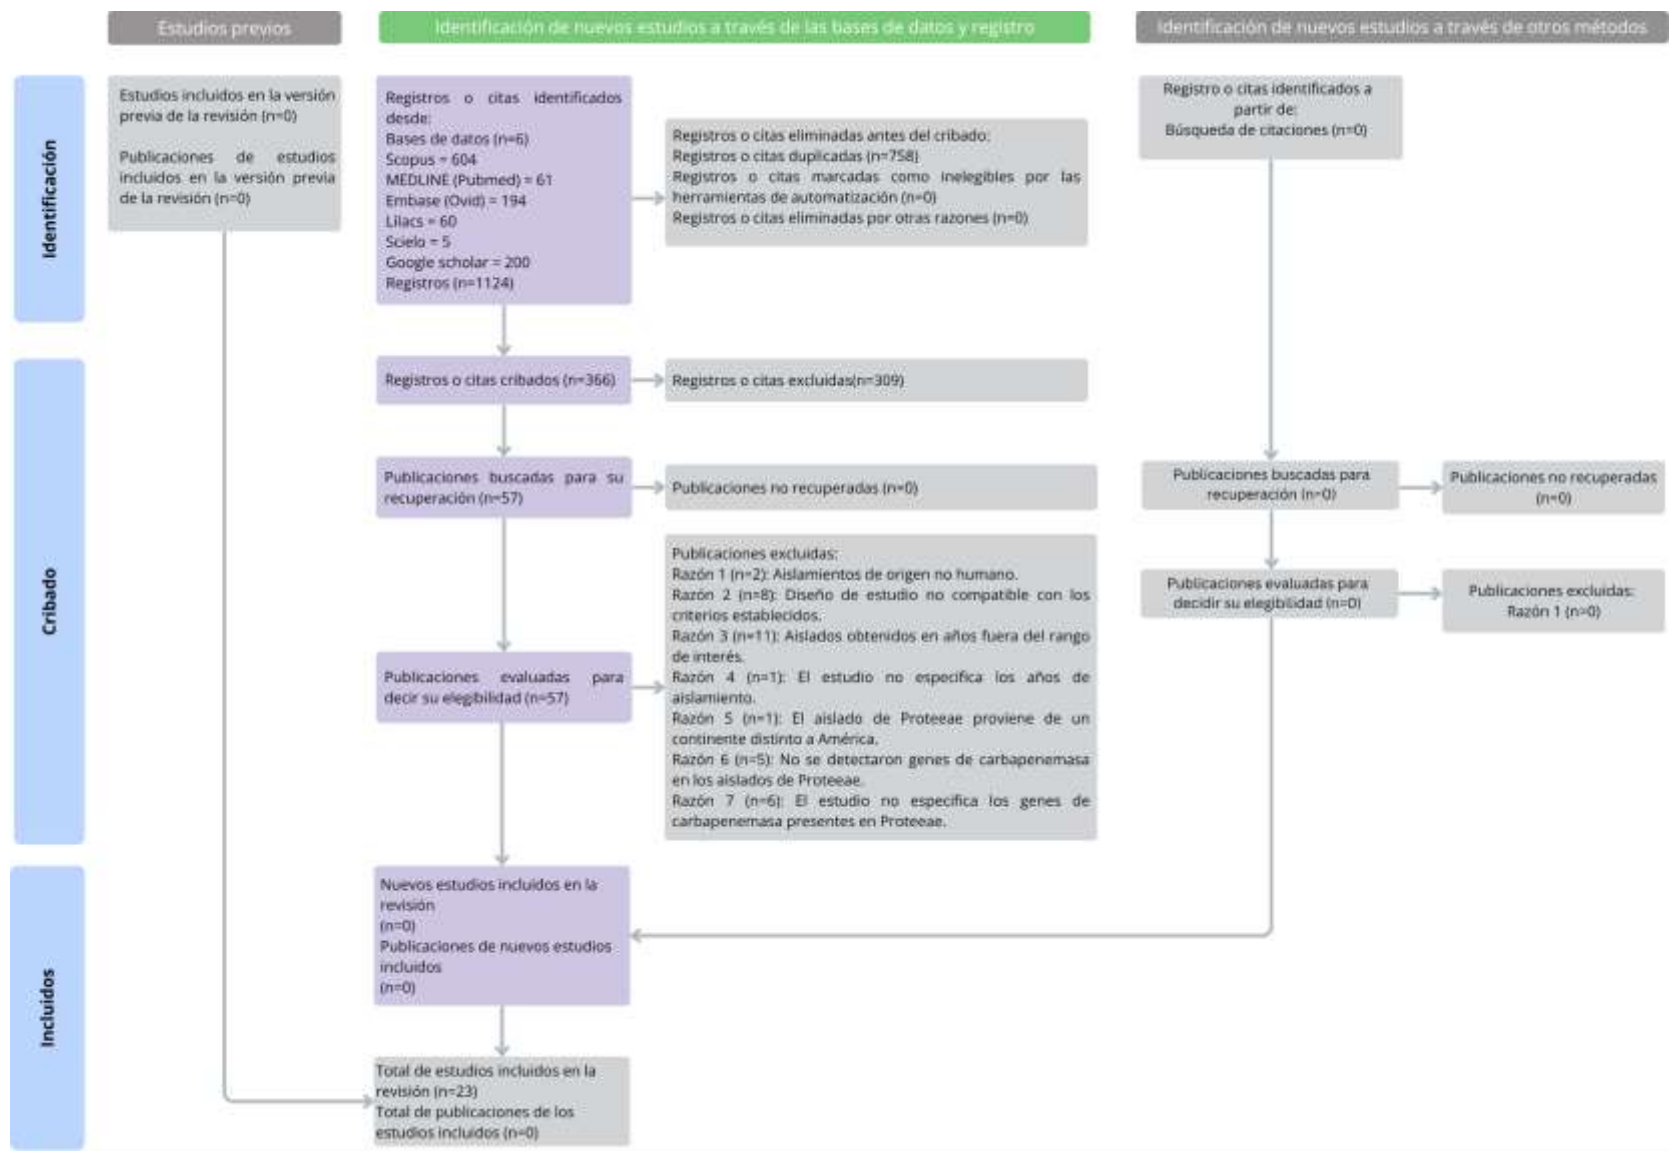 Estudios previos
Identificación de nuevos estudios a través de las bases de datos y registro
Identificación de nuevos estudios a través de otros métodos
Identificación
Estudios incluidos en la versión
previa de la revisión (n=0)
Publicaciones de estudios
incluidos en la versión previa
de la revisión (n=0)
Registros o citas identificados
desde:
Bases de datos (n=6)
Scopus = 604
MEDLINE (Pubmed) = 61
Embase (Ovid) = 194
Lilacs = 60
Scielo = 5
Google scholar = 200
Registros (n=1124)
Registros o citas eliminadas antes del cribado:
Registros o citas duplicadas (n=758)
Registros o citas marcadas como inelegibles por las
herramientas de automatización (n=0)
Registros o citas eliminadas por otras razones (n=0)
Registro o citas identificados a
partir de:
Búsqueda de citaciones (n=0)
Cribado
Registros o citas cribados (n=366)
Registros o citas excluidas(n=309)
Publicaciones buscadas para su
recuperación (n=57)
Publicaciones no recuperadas (n=0)
Publicaciones buscadas para
recuperación (n=0)
Publicaciones no recuperadas
(n=0)
Publicaciones evaluadas para
decir su elegibilidad (n=57)
Publicaciones excluidas:
Razón 1 (n=2): Aislamientos de origen no humano.
Razón 2 (n=8): Diseño de estudio no compatible con los
criterios establecidos.
Razón 3 (n=11): Aislados obtenidos en años fuera del rango
de interés.
Razón 4 (n=1): El estudio no especifica los años de
aislamiento.
Razón 5 (n=1): El aislado de Proteeae proviene de un
continente distinto a América.
Razón 6 (n=5): No se detectaron genes de carbapenemasa
en los aislados de Proteeae.
Razón 7 (n=6): El estudio no especifica los genes de
carbapenemasa presentes en Proteeae.
Publicaciones evaluadas para
decidir su elegibilidad (n=0)
Publicaciones excluidas:
Razón 1 (n=0)
Incluidos
Nuevos estudios incluidos en la
revisión
(n=0)
Publicaciones de nuevos estudios
incluidos
(n=0)
Total de estudios incluidos en la
revisión (n=23)
Total de publicaciones de los
estudios incluidos (n=0)